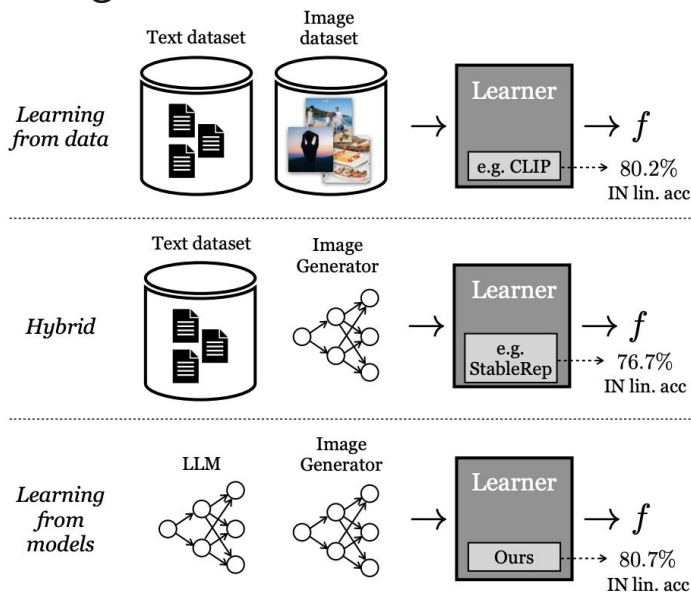 Text dataset
Image
dataset
Learning
from data
Learner
e.g. CLIP
f
80.2%
IN lin. acc
Text dataset
Image
Generator
Hybrid
Learner
e.g.
StableRep
f
76.7%
IN lin. acc
LLM
Image
Generator
Learning
from
models
Learner
Ours
f
80.7%
IN lin. acc